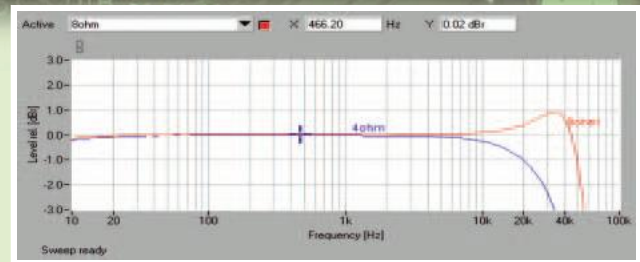 Active 8ohm X 466.20 Hz Y 0.02 dBr
3.0
2.0
1.0
0.0
-1.0
-2.0
-3.0
Level rel. [dBr]
4ohm
8ohm
10 20 100 1k 10k 20k 40k 100k
Frequency [Hz]
Sweep ready